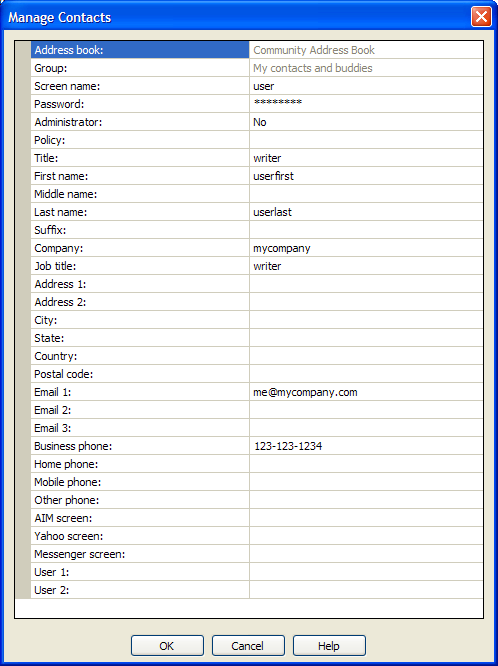 Manage Contacts
Address book: Community Address Book
Group: My contacts and buddies
Screen name: user
Password: ********
Administrator: No
Policy:
Title: writer
First name: userfirst
Middle name:
Last name: userlast
Suffix:
Company: mycompany
Job title: writer
Address 1:
Address 2:
City:
State:
Country:
Postal code:
Email 1: me@mycompany.com
Email 2:
Email 3:
Business phone: 123-123-1234
Home phone:
Mobile phone:
Other phone:
AIM screen:
Yahoo screen:
Messenger screen:
User 1:
User 2:
OK Cancel Help